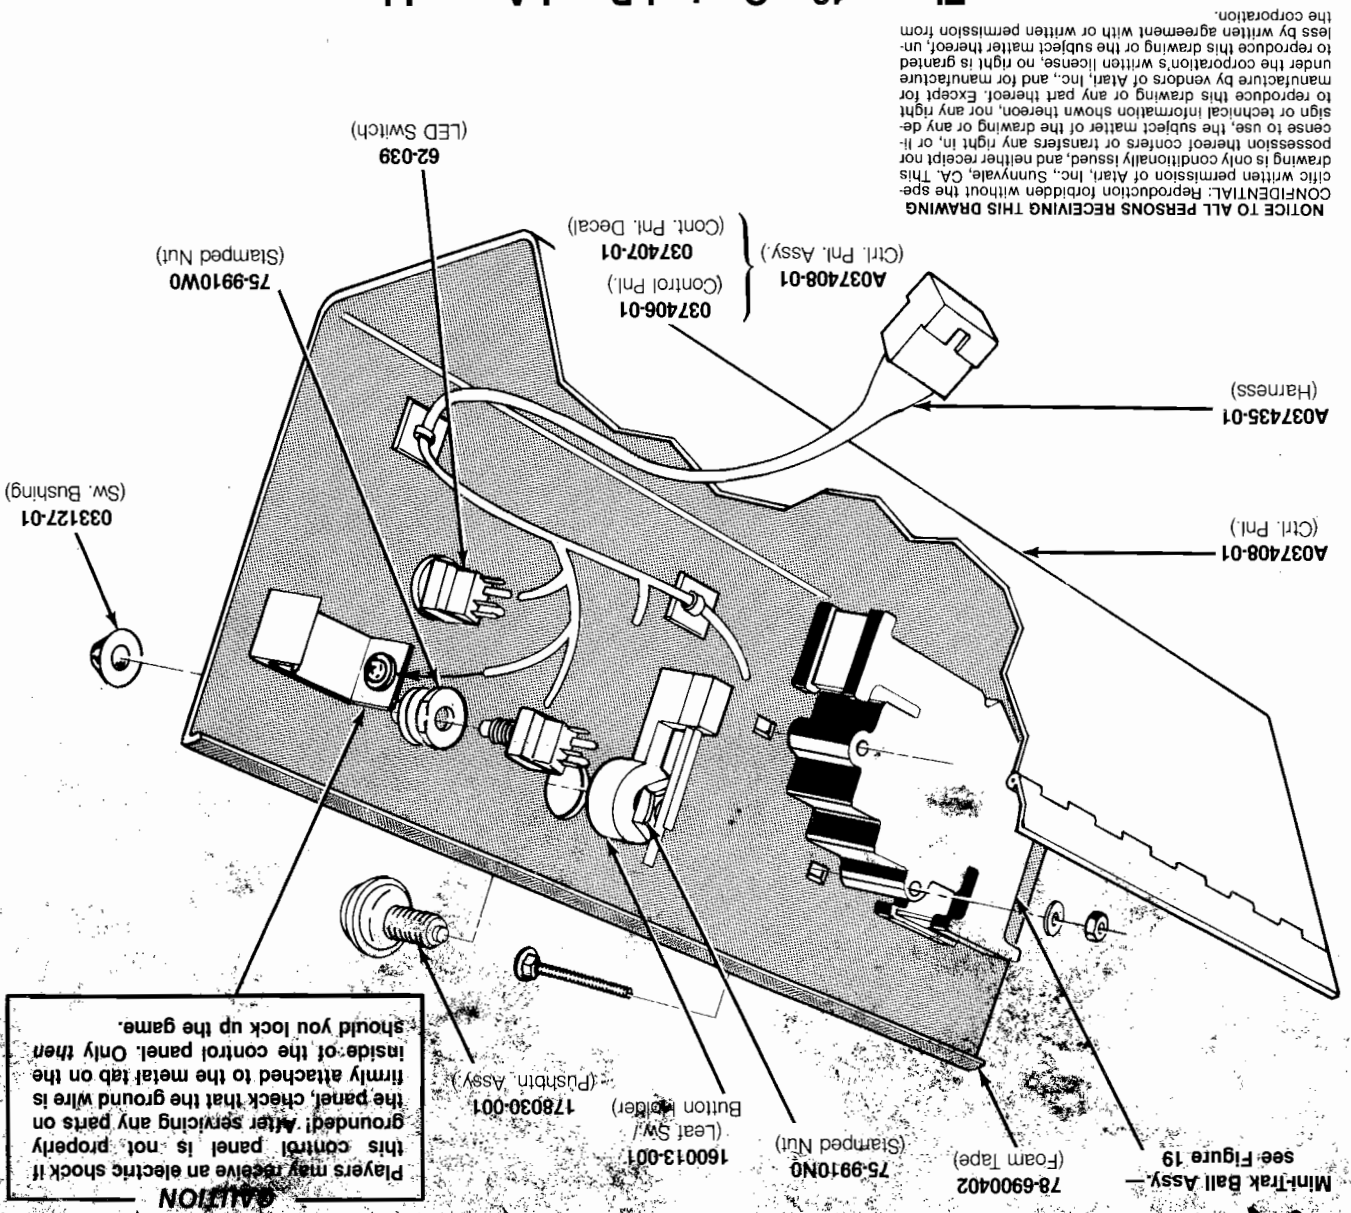 Mini-Trak Ball Assy.—
see Figure 19
78-6900402
(Foam Tape)
75-9910N0
(Stamped Nut)
160013-001
(Leaf Sw./
Button Holder)
178030-001
(Pushbtn. Assy.)
CAUTION
Players may receive an electric shock if
this control panel is not properly
grounded! After servicing any parts on
the panel, check that the ground wire is
firmly attached to the metal tab on the
inside of the control panel. Only then
should you lock up the game.
A037408-01
(Ctrl. Pnl.)
A037435-01
(Harness)
033127-01
(Sw. Bushing)
A037408-01
(Ctrl. Pnl. Assy.)
037406-01
(Control Pnl.)
037407-01
(Cont. Pnl. Decal)
75-9910W0
(Stamped Nut)
62-039
(LED Switch)
NOTICE TO ALL PERSONS RECEIVING THIS DRAWING
CONFIDENTIAL: Reproduction forbidden without the spe-
cific written permission of Atari, Inc., Sunnyvale, CA. This
drawing is only conditionally issued, and neither receipt nor
possession thereof confers or transfers any right in, or li-
cense to use, the subject matter of the drawing or any de-
sign or technical information shown thereon, nor any right
to reproduce this drawing or any part thereof. Except for
manufacture by vendors of Atari, Inc., and for manufacture
under the corporation's written license, no right is granted
to reproduce this drawing or the subject matter thereof, un-
less by written agreement with or written permission from
the corporation.